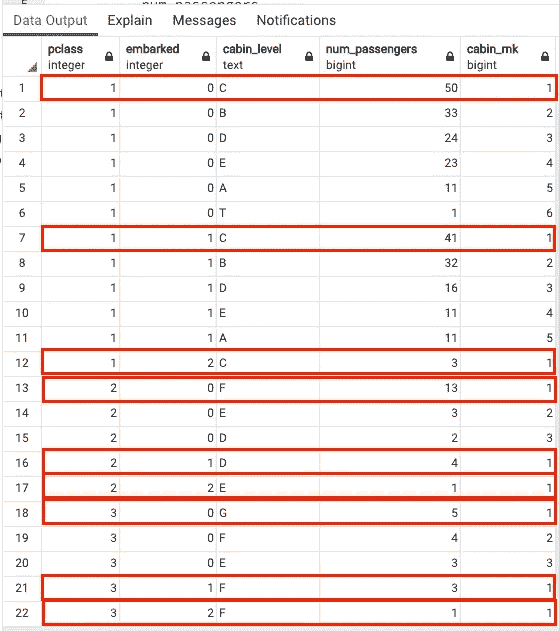 num_passengers
Data Output Explain Messages Notifications
pclass embarked cabin_level num_passengers cabin_rnk
integer integer text bigint bigint
1 1 0 C 50 1
2 1 0 B 33 2
3 1 0 D 24 3
4 1 0 E 23 4
5 1 0 A 11 5
6 1 0 T 1 6
7 1 1 C 41 1
8 1 1 B 32 2
9 1 1 D 16 3
10 1 1 E 11 4
11 1 1 A 11 5
12 1 2 C 3 1
13 2 0 F 13 1
14 2 0 E 3 2
15 2 0 D 2 3
16 2 1 D 4 1
17 2 2 E 1 1
18 3 0 G 5 1
19 3 0 F 4 2
20 3 0 E 3 3
21 3 1 F 3 1
22 3 2 F 1 1